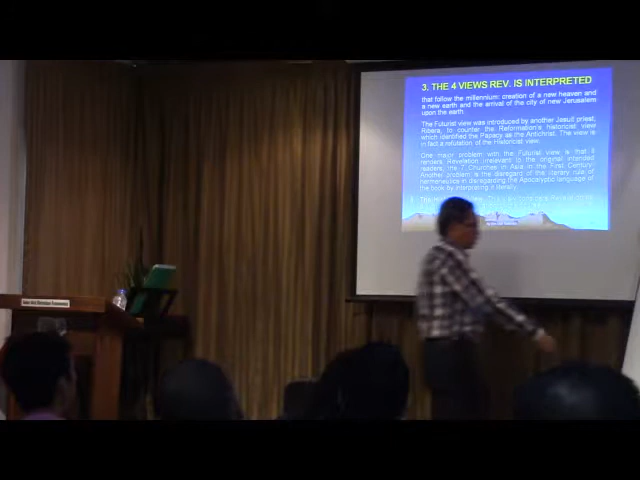 3. THE 4 VIEWS REV. IS INTERPRETED
that follow the millennium: creation of a new heaven and
a new earth and the arrival of the city of new Jerusalem
upon the earth
The Futurist view was introduced by another Jesuit priest,
Ribera, to counter the Reformation's historicist view
which identified the Papacy as the Antichrist. The view is
in fact a refutation of the Historicist view.
One major problem with the Futurist view is that it
renders Revelation irrelevant to the original intended
readers, the 7 Churches in Asia in the First Century.
Another problem is the disregard of the literary rule of
hermeneutics in disregarding the Apocalyptic language of
the book by interpreting it literally.